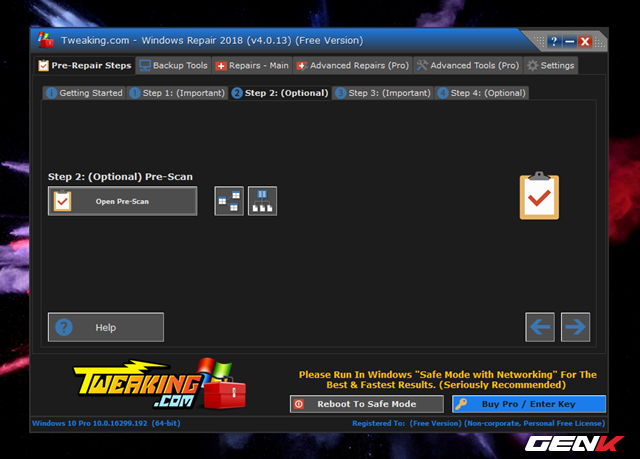 Tweaking.com - Windows Repair 2018 (v4.0.13) (Free Version)
Pre-Repair Steps Backup Tools Repairs - Main Advanced Repairs (Pro) Advanced Tools (Pro) Settings
Getting Started Step 1: (Important) Step 2: (Optional) Step 3: (Important) Step 4: (Optional)
Step 2: (Optional) Pre-Scan
Open Pre-Scan
Help
TWEAKING
.COM
Please Run In Windows "Safe Mode with Networking" For The
Best & Fastest Results. (Seriously Recommended)
Reboot To Safe Mode Buy Pro / Enter Key
Windows 10 Pro 10.0.16299.192 (64-bit) Registered To: (Free Version) (Non-corporate, Personal Free License)
GENK